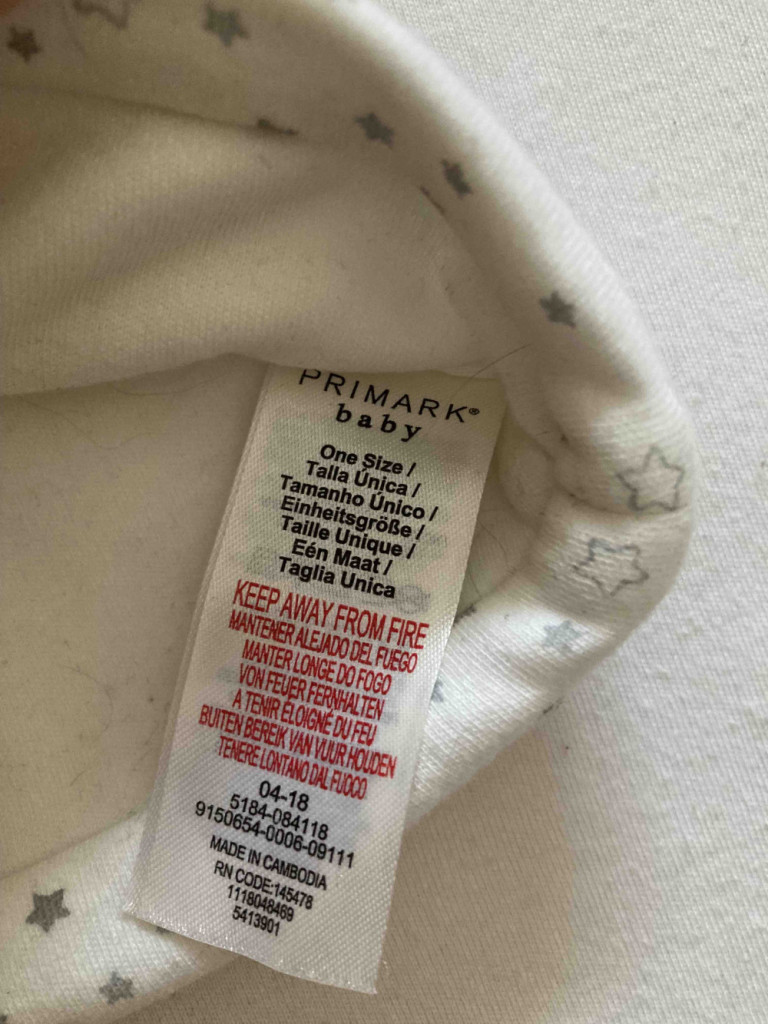 PRIMARK®
baby
One Size /
Talla Única /
Tamanho Único /
Einheitsgröße /
Taille Unique /
Eén Maat /
Taglia Unica
KEEP AWAY FROM FIRE
MANTENER ALEJADO DEL FUEGO
MANTER LONGE DO FOGO
VON FEUER FERNHALTEN
A TENIR ÉLOIGNÉ DU FEU
BUITEN BEREIK VAN VUUR HOUDEN
TENERE LONTANO DAL FUOCO
04-18
5184-084118
9150654-0006-09111
MADE IN CAMBODIA
RN CODE:145478
1118048469
5413901